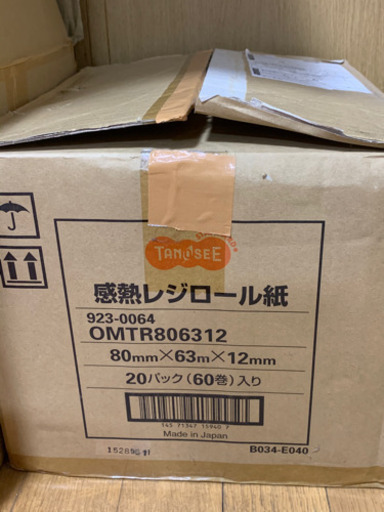 TANOSEE
感熱レジロール紙
923-0064
OMTR806312
80mm×63m×12mm
20パック(60巻)入り
Made in Japan
B034-E040